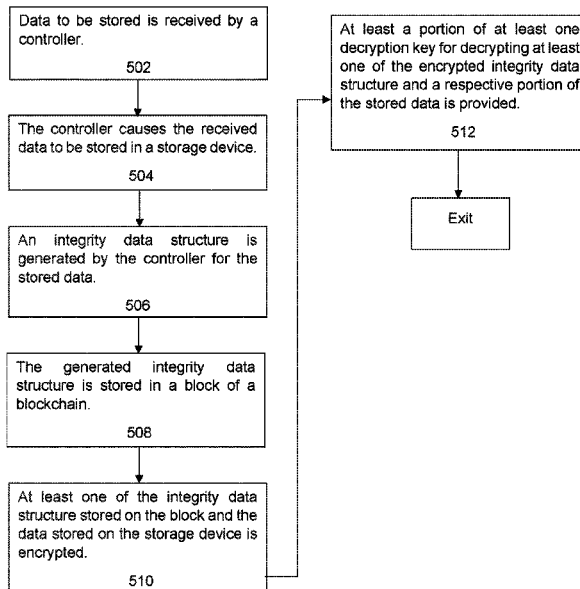 Data to be stored is received by a
controller.
502
The controller causes the received
data to be stored in a storage device.
504
An integrity data structure is
generated by the controller for the
stored data.
506
The generated integrity data
structure is stored in a block of a
blockchain.
508
At least one of the integrity data
structure stored on the block and the
data stored on the storage device is
encrypted.
510
At least a portion of at least one
decryption key for decrypting at least
one of the encrypted integrity data
structure and a respective portion of
the stored data is provided.
512
Exit